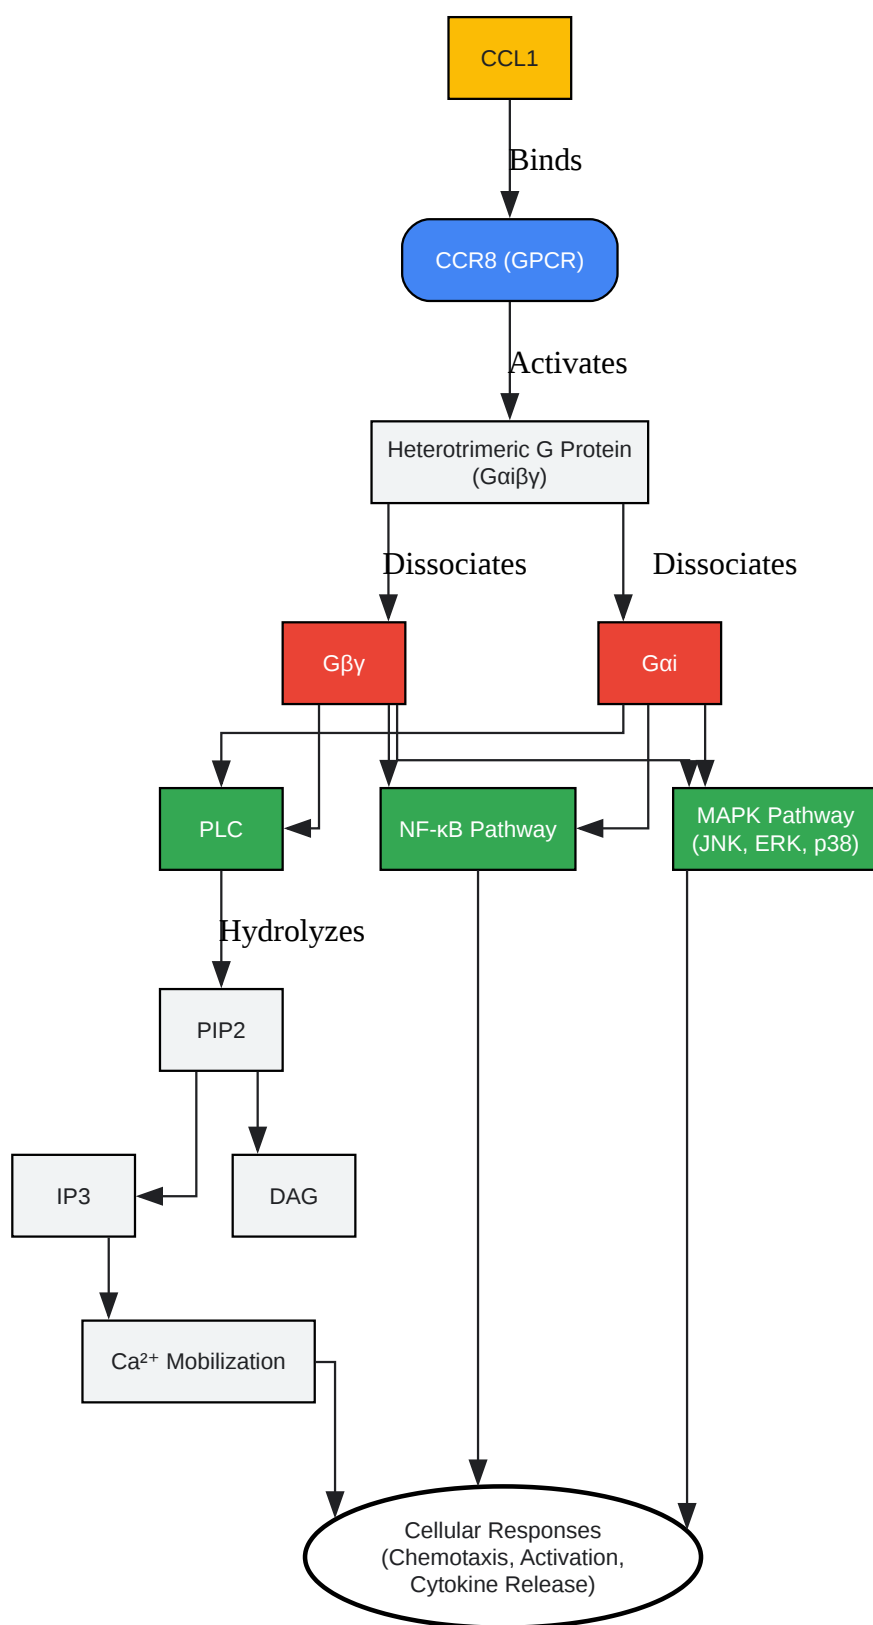 CCL1
Binds
CCR8 (GPCR)
Activates
Heterotrimeric G Protein
(Gαiβγ)
Dissociates
Dissociates
Gβγ
Gαi
PLC
NF-κB Pathway
MAPK Pathway
(JNK, ERK, p38)
Hydrolyzes
PIP2
IP3
DAG
Ca²⁺ Mobilization
Cellular Responses
(Chemotaxis, Activation,
Cytokine Release)